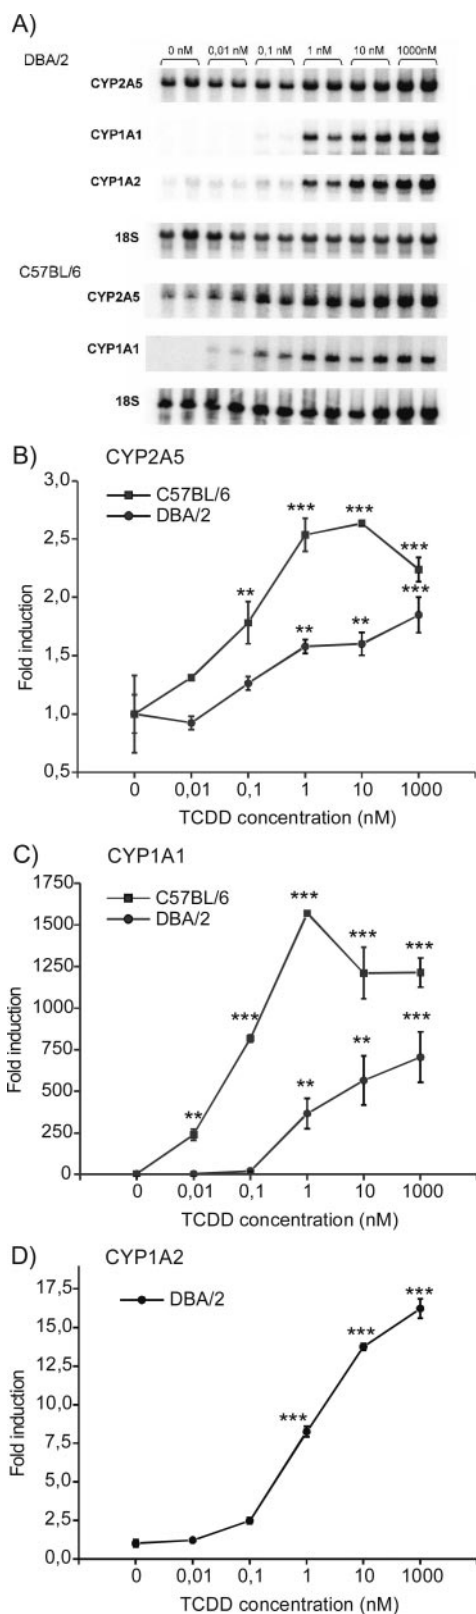 A)
0 nM 0,01 nM 0,1 nM 1 nM 10 nM 1000nM
DBA/2
CYP2A5
CYP1A1
CYP1A2
18S
C57BL/6
CYP2A5
CYP1A1
18S
B) CYP2A5
3,0
C57BL/6
DBA/2
2,5
2,0
1,5
1,0
0,5
Fold induction
** *** *** ***
** ** ***
0 0,01 0,1 1 10 1000
TCDD concentration (nM)
C) CYP1A1
1750
C57BL/6
DBA/2
1500
1250
1000
750
500
250
0
Fold induction
** *** *** *** ***
** ** ***
0 0,01 0,1 1 10 1000
TCDD concentration (nM)
D) CYP1A2
17,5
DBA/2
15,0
12,5
10,0
7,5
5,0
2,5
0,0
Fold induction
*** *** ***
0 0,01 0,1 1 10 1000
TCDD concentration (nM)